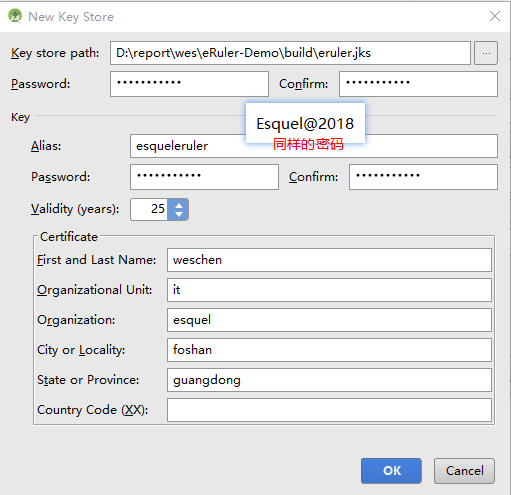 New Key Store
Key store path: D:\report\wes\eRuler-Demo\build\eruler.jks ...
Password: ••••••••••• Confirm: •••••••••••
Esquel@2018
同样的密码
Key
Alias: esqueleruler
Password: ••••••••••• Confirm: •••••••••••
Validity (years): 25
Certificate
First and Last Name: weschen
Organizational Unit: it
Organization: esquel
City or Locality: foshan
State or Province: guangdong
Country Code (XX):
OK Cancel